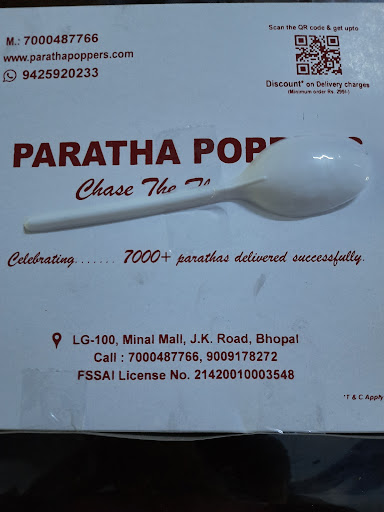 Scan the QR code & get upto
M.: 7000487766
www.parathapoppers.com
9425920233
Discount* on Delivery charges
(Minimum order Rs. 299/-)
PARATHA
Chase The
Celebrating....... 7000+ parathas delivered successfully.
LG-100, Minal Mall, J.K. Road, Bhopal
Call : 7000487766, 9009178272
FSSAI License No. 21420010003548
*T & C Apply